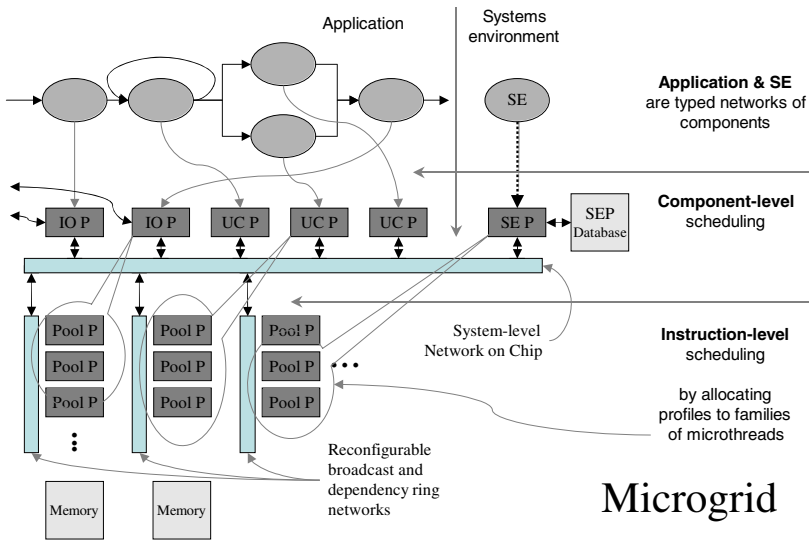 Application
Systems
environment
SE
Application & SE
are typed networks of
components
IO P
IO P
UC P
UC P
UC P
SE P
SEP
Database
Component-level
scheduling
Pool P
Pool P
Pool P
Pool P
Pool P
Pool P
Pool P
Pool P
Pool P
System-level
Network on Chip
Instruction-level
scheduling
by allocating
profiles to families
of microthreads
Reconfigurable
broadcast and
dependency ring
networks
Memory
Memory
Microgrid